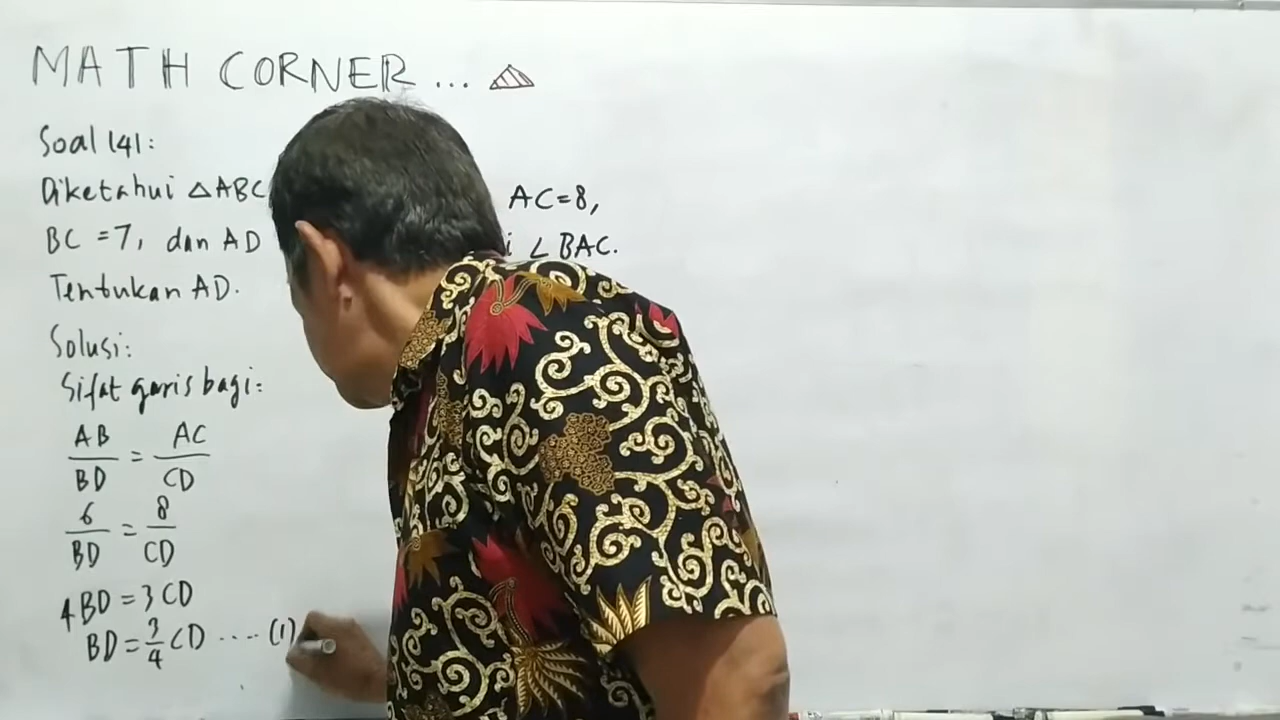 MATH CORNER ...
Soal 141:
Diketahui △ABC AC=8,
BC =7, dan AD i ∠BAC.
Tentukan AD.
Solusi:
Sifat garis bagi:
AB/BD = AC/CD
6/BD = 8/CD
4BD = 3CD
BD = 3/4 CD ···· (1)